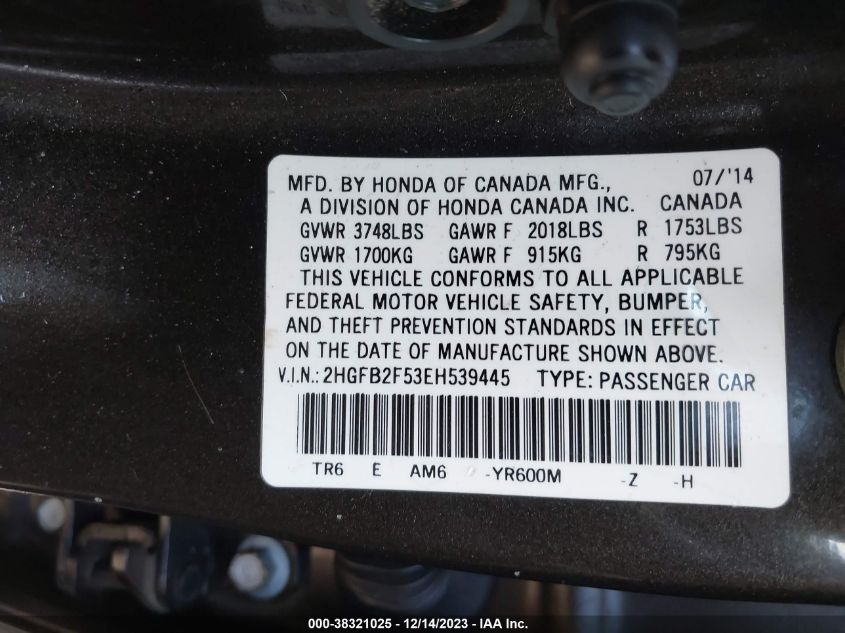 MFD. BY HONDA OF CANADA MFG., 07/'14
A DIVISION OF HONDA CANADA INC. CANADA
GVWR 3748LBS GAWR F 2018LBS R 1753LBS
GVWR 1700KG GAWR F 915KG R 795KG
THIS VEHICLE CONFORMS TO ALL APPLICABLE
FEDERAL MOTOR VEHICLE SAFETY, BUMPER,
AND THEFT PREVENTION STANDARDS IN EFFECT
ON THE DATE OF MANUFACTURE SHOWN ABOVE.
V.I.N.: 2HGFB2F53EH539445 TYPE: PASSENGER CAR
TR6 E AM6 -YR600M -Z -H
000-38321025 - 12/14/2023 - IAA Inc.